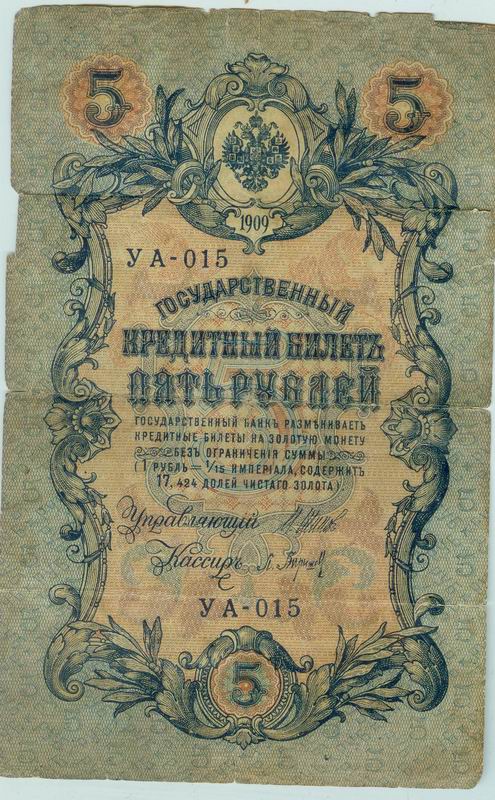 5 5
1909
УА-015
ГОСУДАРСТВЕННЫЙ
КРЕДИТНЫЙ БИЛЕТЪ
ПЯТЬ РУБЛЕЙ
ГОСУДАРСТВЕННЫЙ БАНКЪ РАЗМѢНИВАЕТЪ
КРЕДИТНЫЕ БИЛЕТЫ НА ЗОЛОТУЮ МОНЕТУ
БЕЗЪ ОГРАНИЧЕНІЯ СУММЫ
(1 РУБЛЬ = 1/15 ИМПЕРІАЛА, СОДЕРЖИТЪ
17,424 ДОЛЕЙ ЧИСТАГО ЗОЛОТА).
Управляющій
Кассиръ
УА-015
5